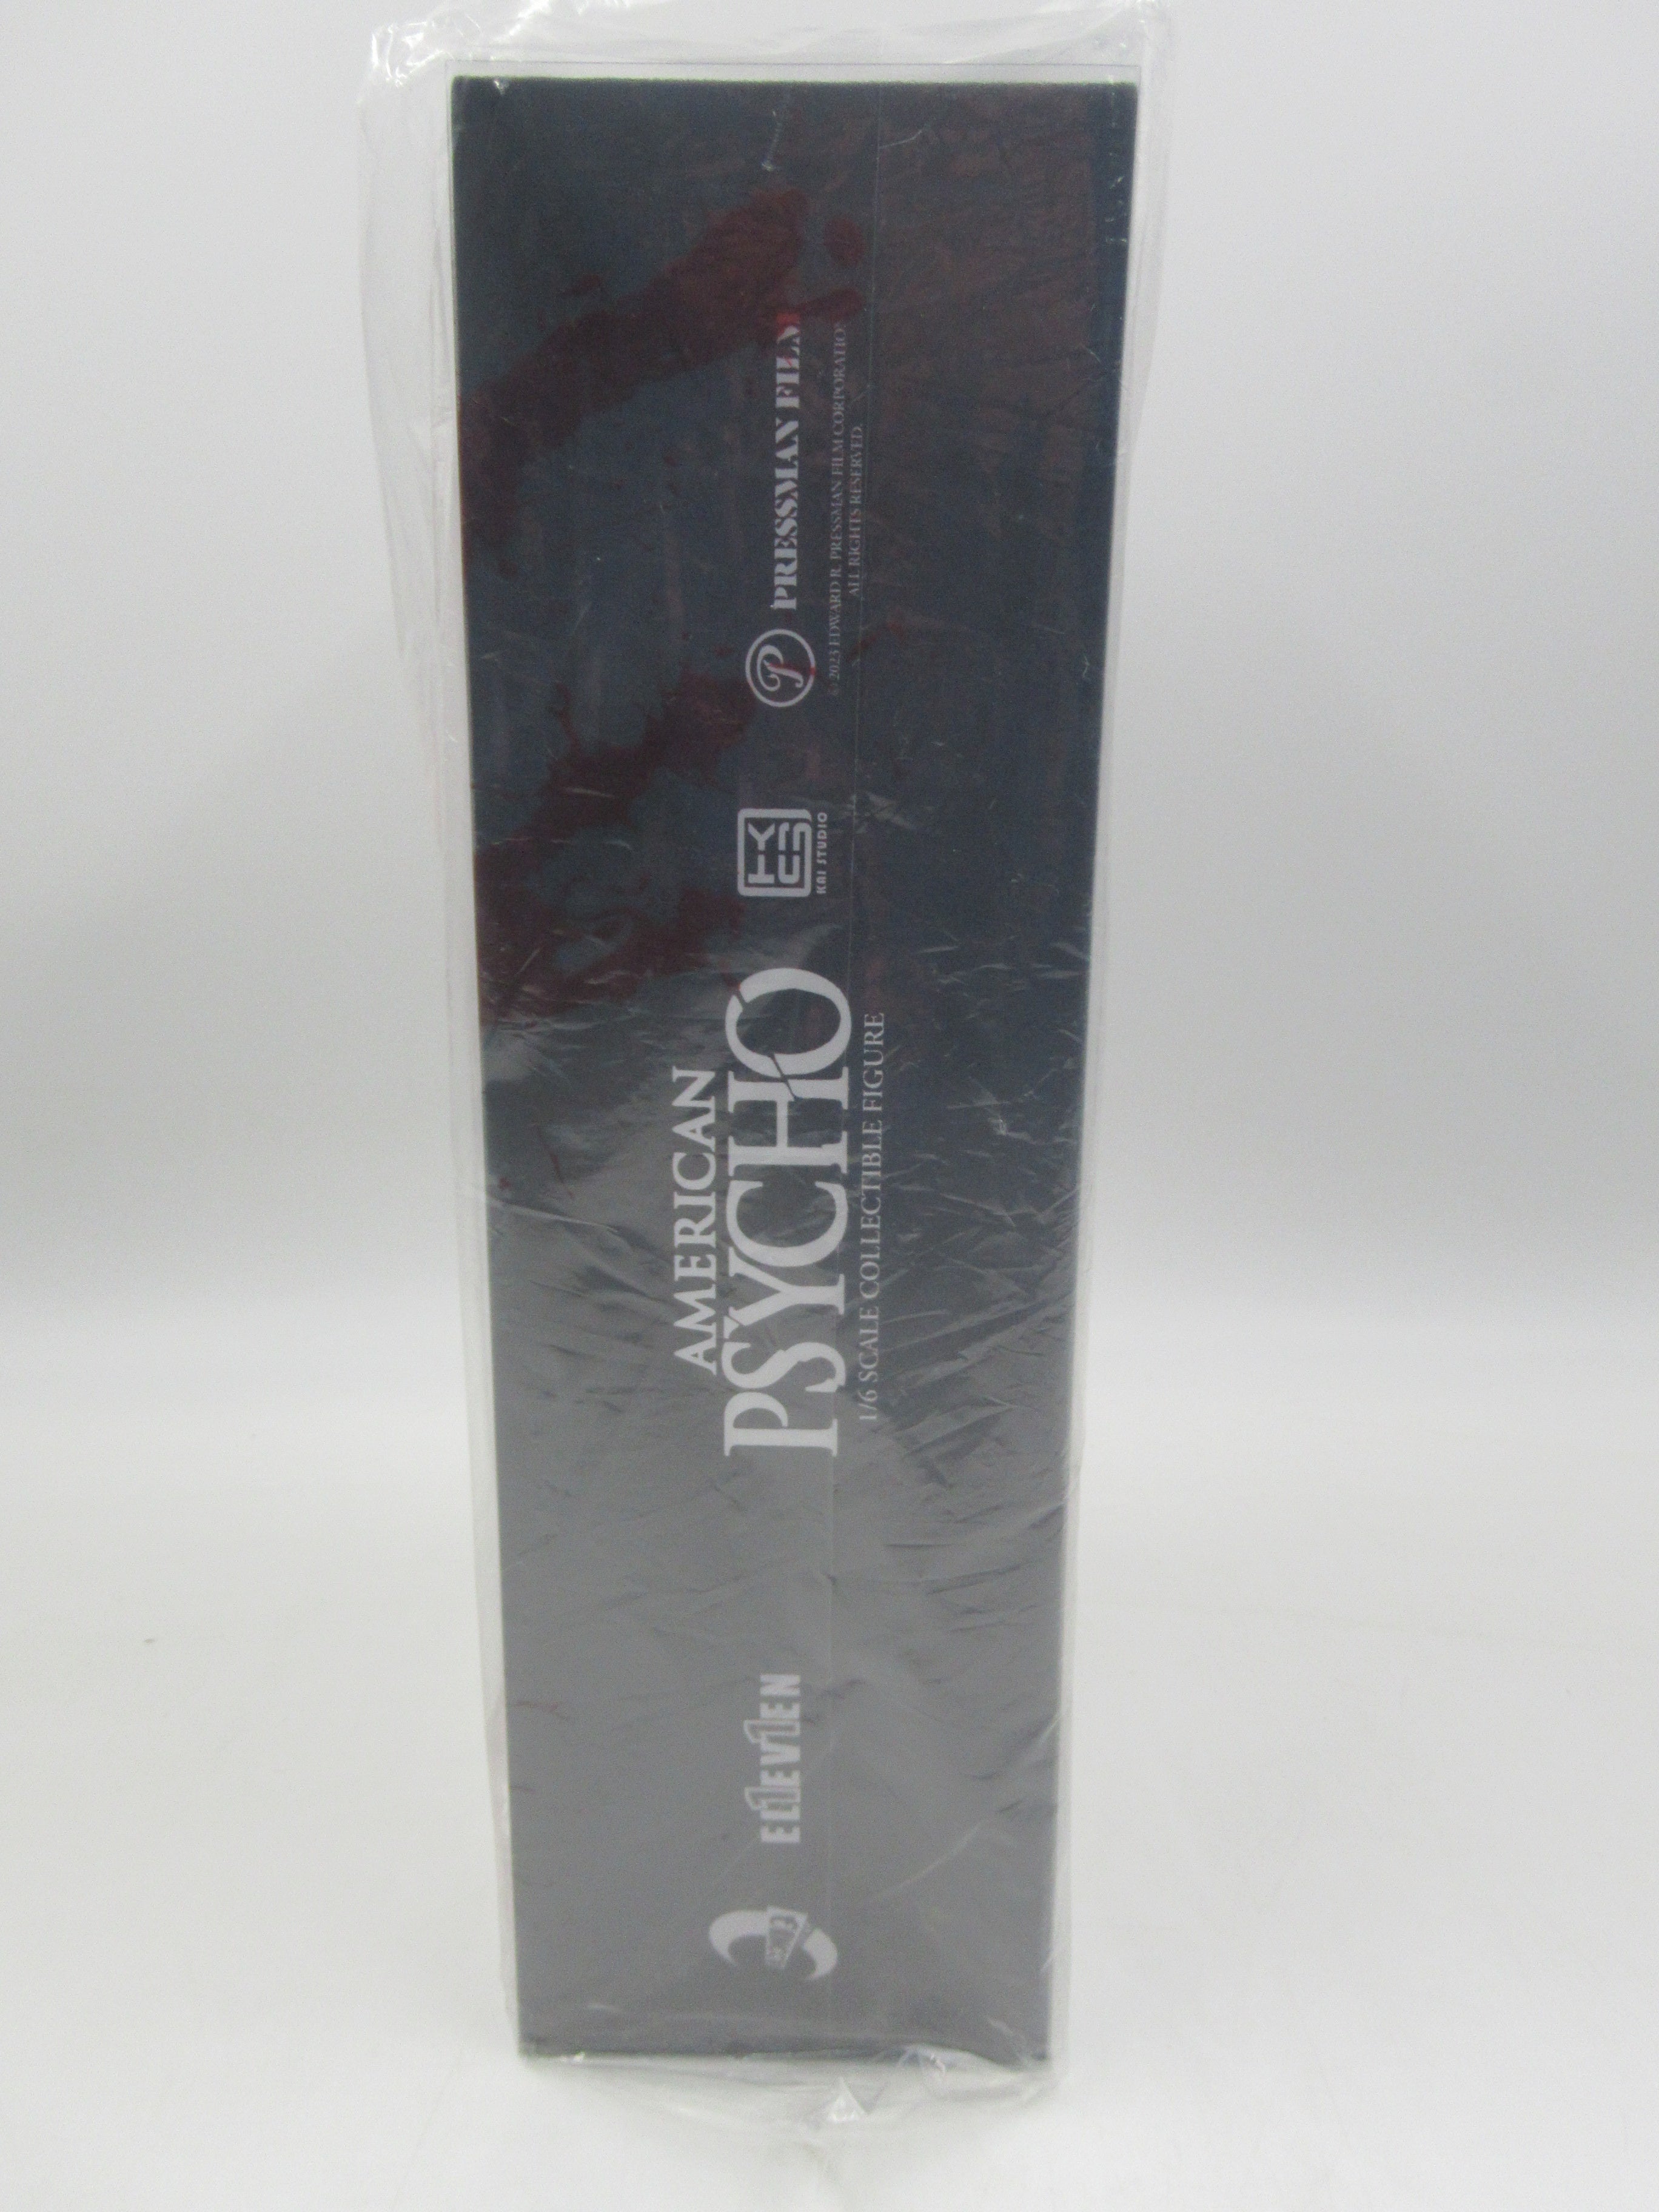 ELEVEN
AMERICAN
PSYCHO
1/6 SCALE COLLECTIBLE FIGURE
KAI STUDIO
P PRESSMAN FILM
© 2023 EDWARD R. PRESSMAN FILM CORPORATION
ALL RIGHTS RESERVED.